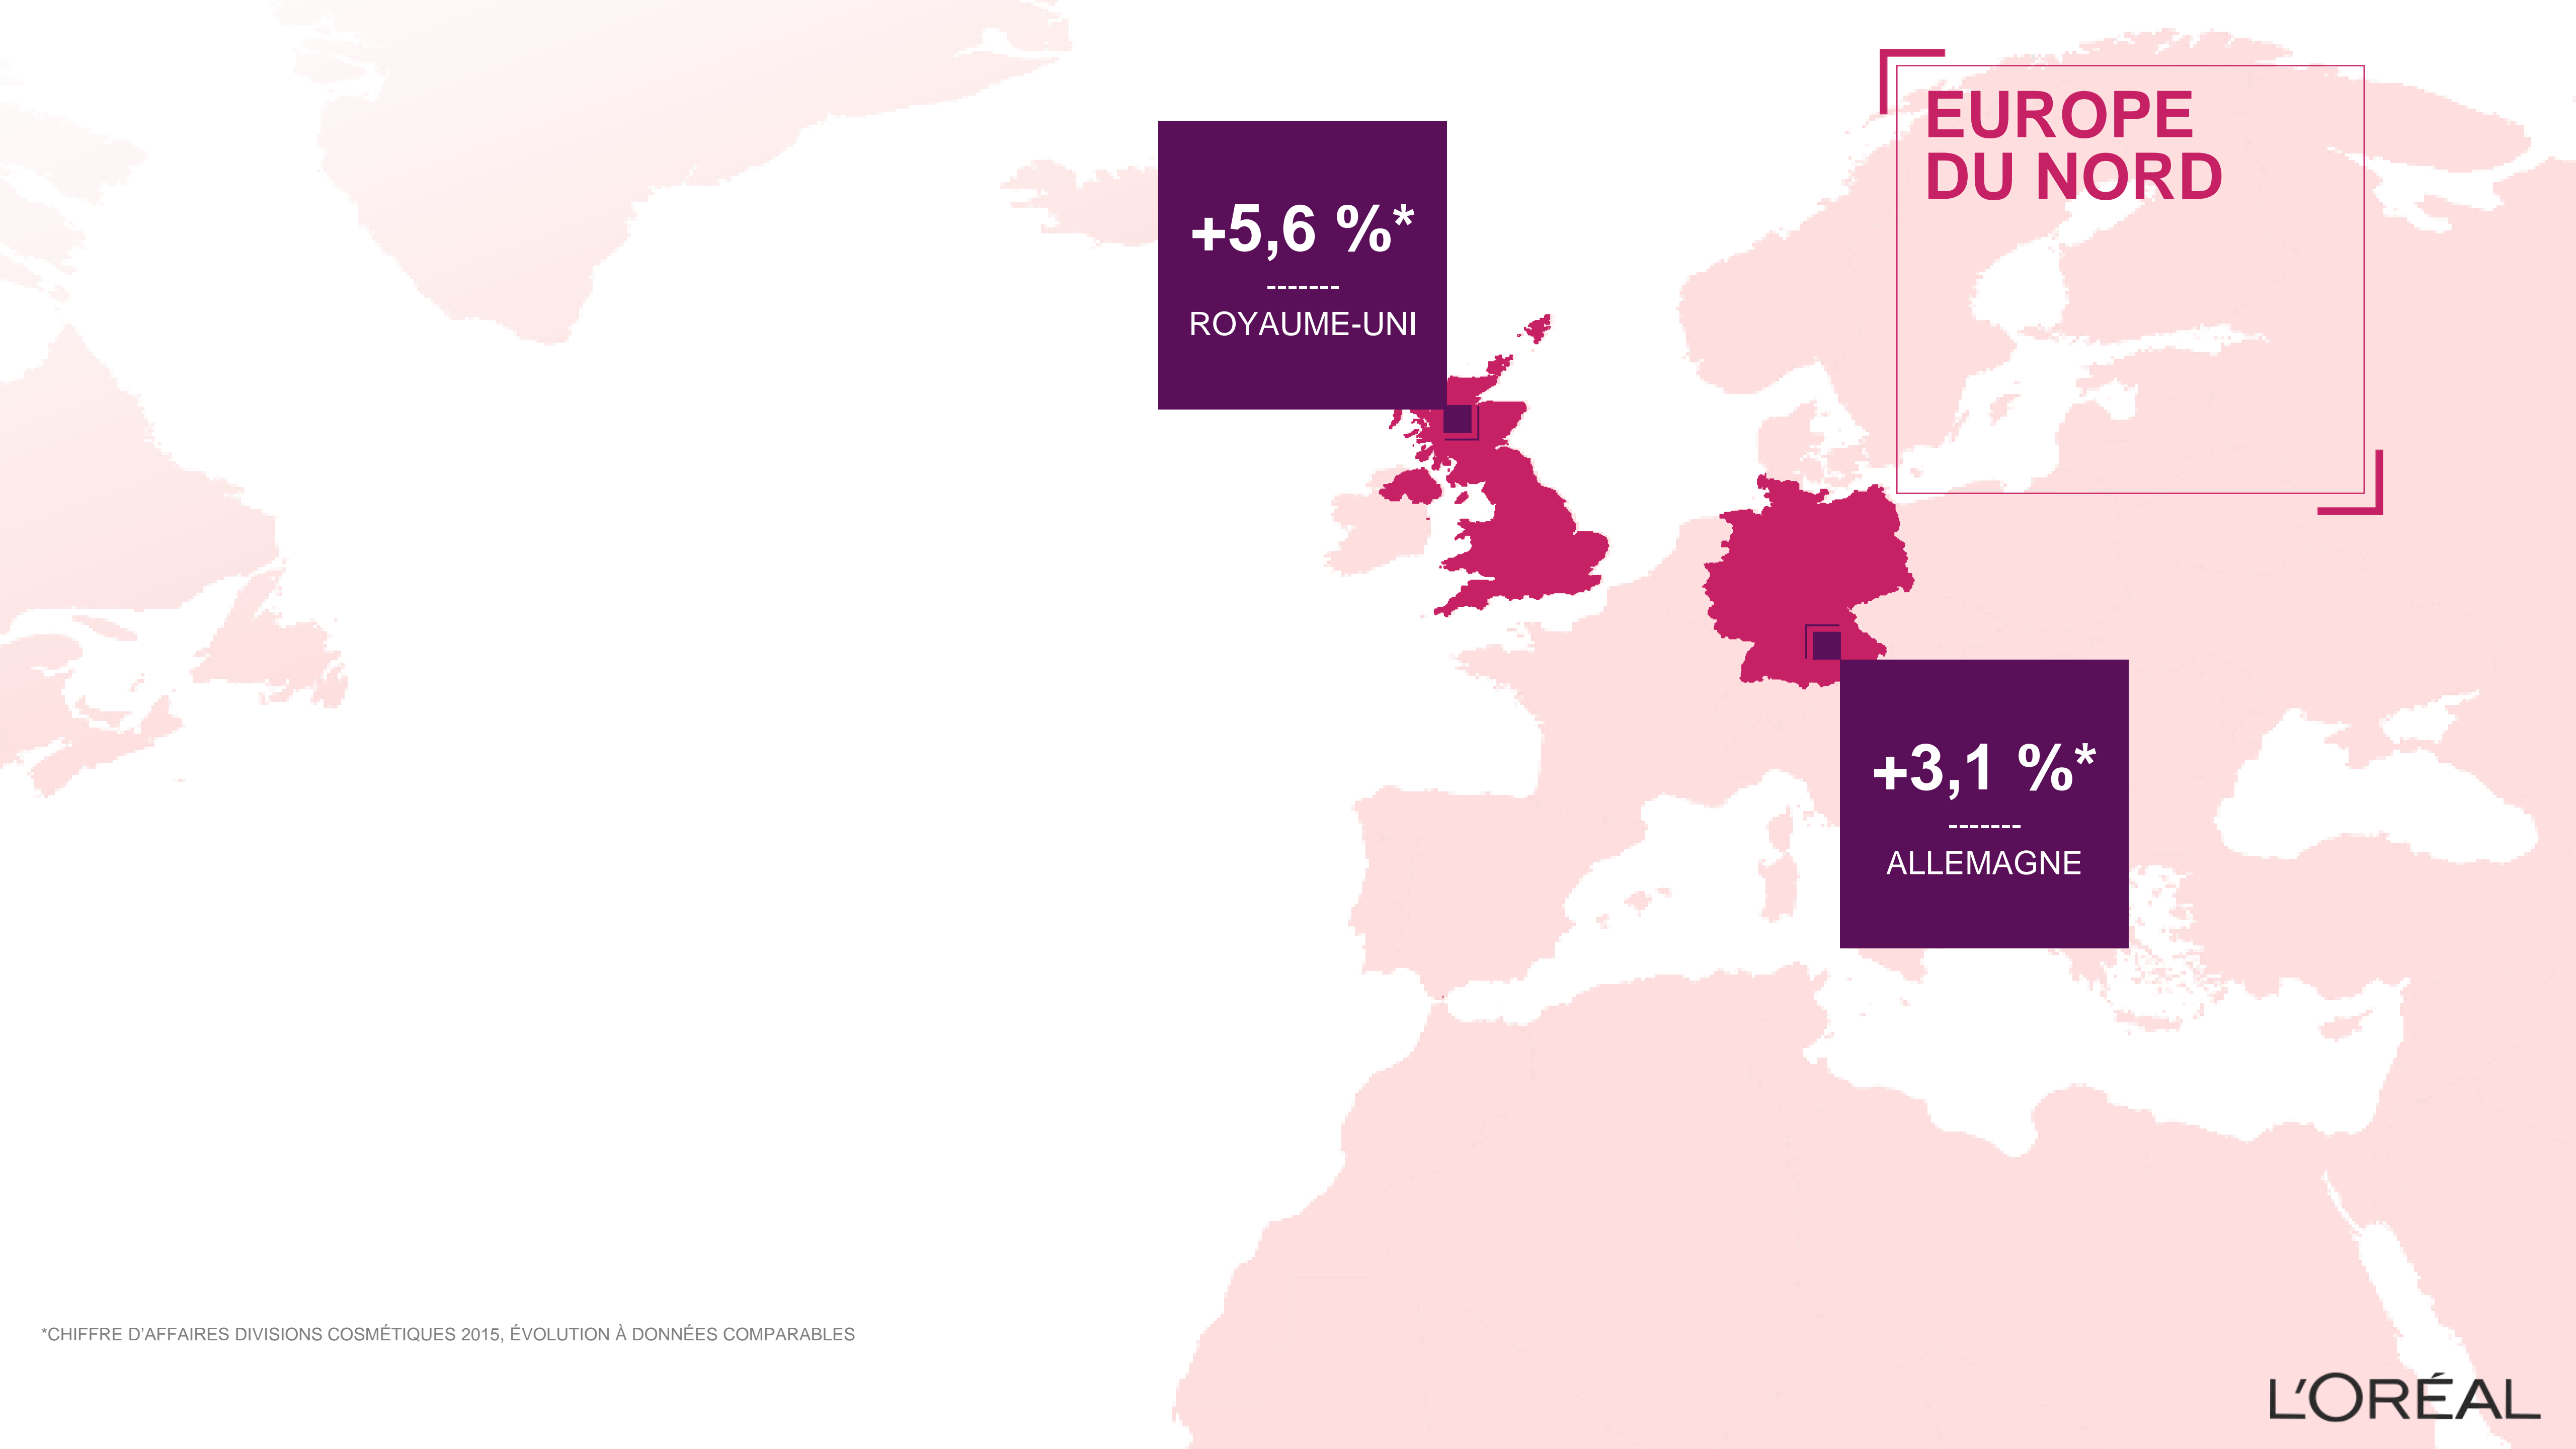 EUROPE
DU NORD
+5,6 %*
-------
ROYAUME-UNI
+3,1 %*
-------
ALLEMAGNE
*CHIFFRE D’AFFAIRES DIVISIONS COSMÉTIQUES 2015, ÉVOLUTION À DONNÉES COMPARABLES
L’ORÉAL